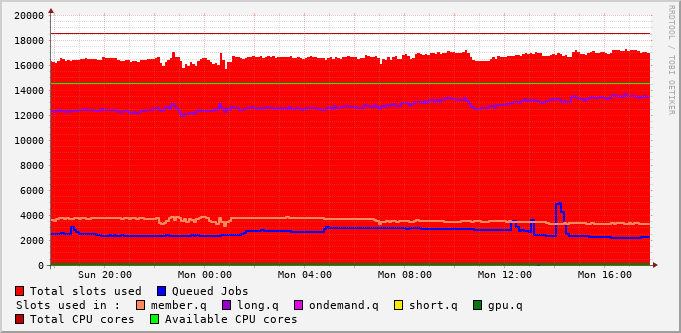 20000
18000
16000
14000
12000
10000
8000
6000
4000
2000
0
Sun 20:00 Mon 00:00 Mon 04:00 Mon 08:00 Mon 12:00 Mon 16:00
Total slots used Queued Jobs
Slots used in : member.q long.q ondemand.q short.q gpu.q
Total CPU cores Available CPU cores
RRDTOOL / TOBI OETIKER